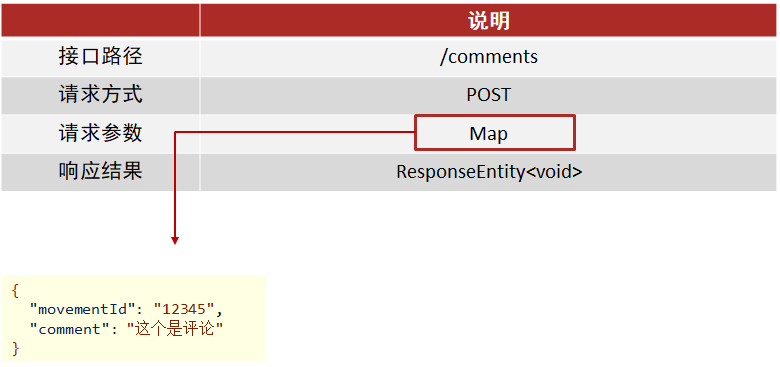 说明
接口路径 /comments
请求方式 POST
请求参数 Map
响应结果 ResponseEntity<void>
{
"movementId": "12345",
"comment": "这个是评论"
}